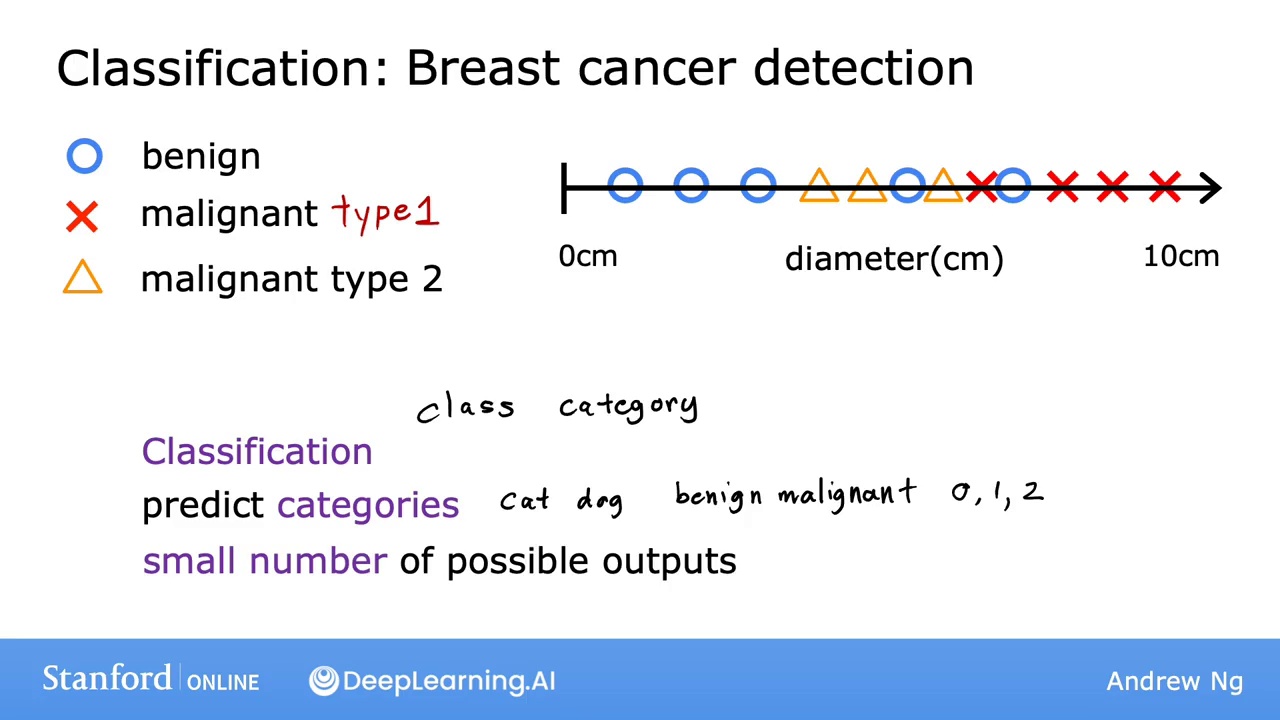 Classification: Breast cancer detection
benign
malignant type1
malignant type 2
0cm diameter(cm) 10cm
class category
Classification
predict categories cat dog benign malignant 0, 1, 2
small number of possible outputs
Stanford ONLINE DeepLearning.AI Andrew Ng